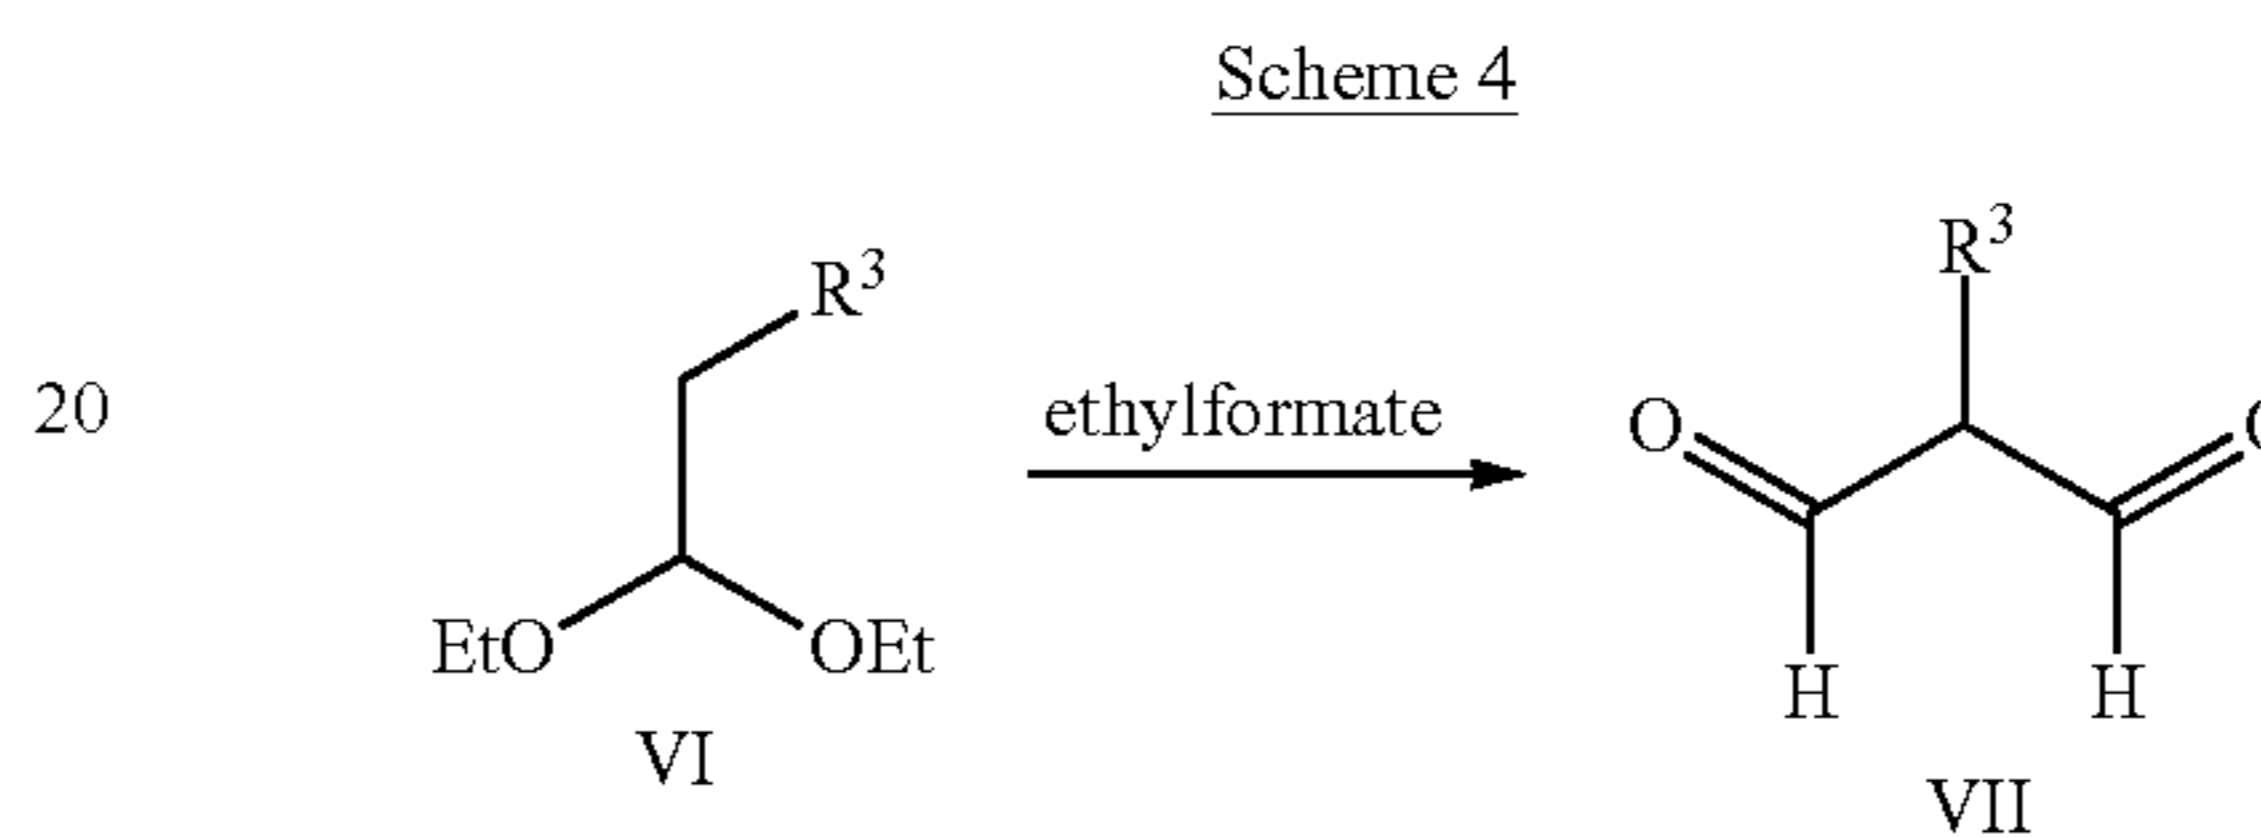 Scheme 4
R³
R³
20
ethylformate
O
EtO
OEt
H
H
VI
VII